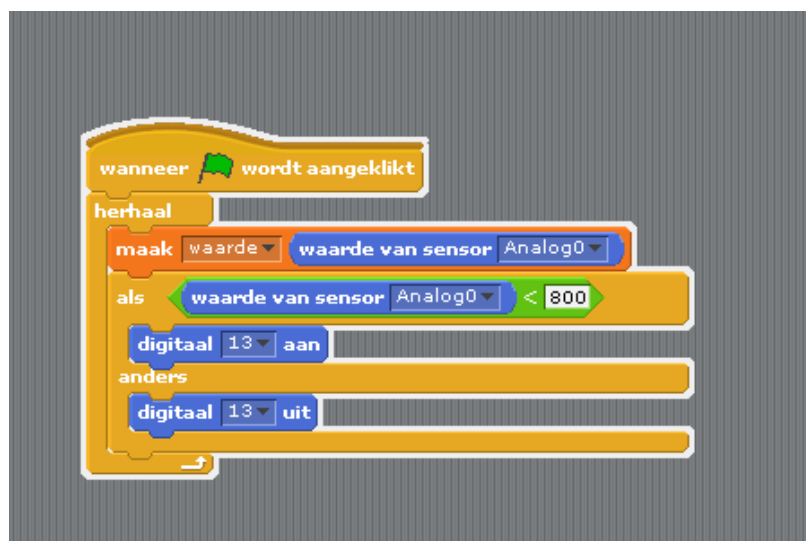 wanneer wordt aangeklikt
herhaal
maak waarde waarde van sensor Analog0
als waarde van sensor Analog0 < 800
digitaal 13 aan
anders
digitaal 13 uit